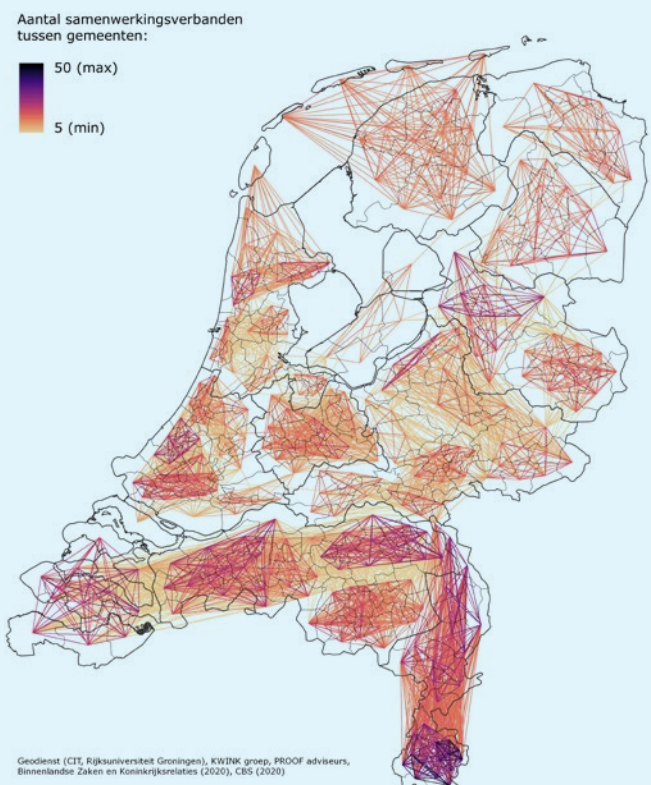 Aantal samenwerkingsverbanden
tussen gemeenten:
50 (max)
5 (min)
Geodienst (CIT, Rijksuniversiteit Groningen), KWINK groep, PROOF adviseurs,
Binnenlandse Zaken en Koninkrijksrelaties (2020), CBS (2020)